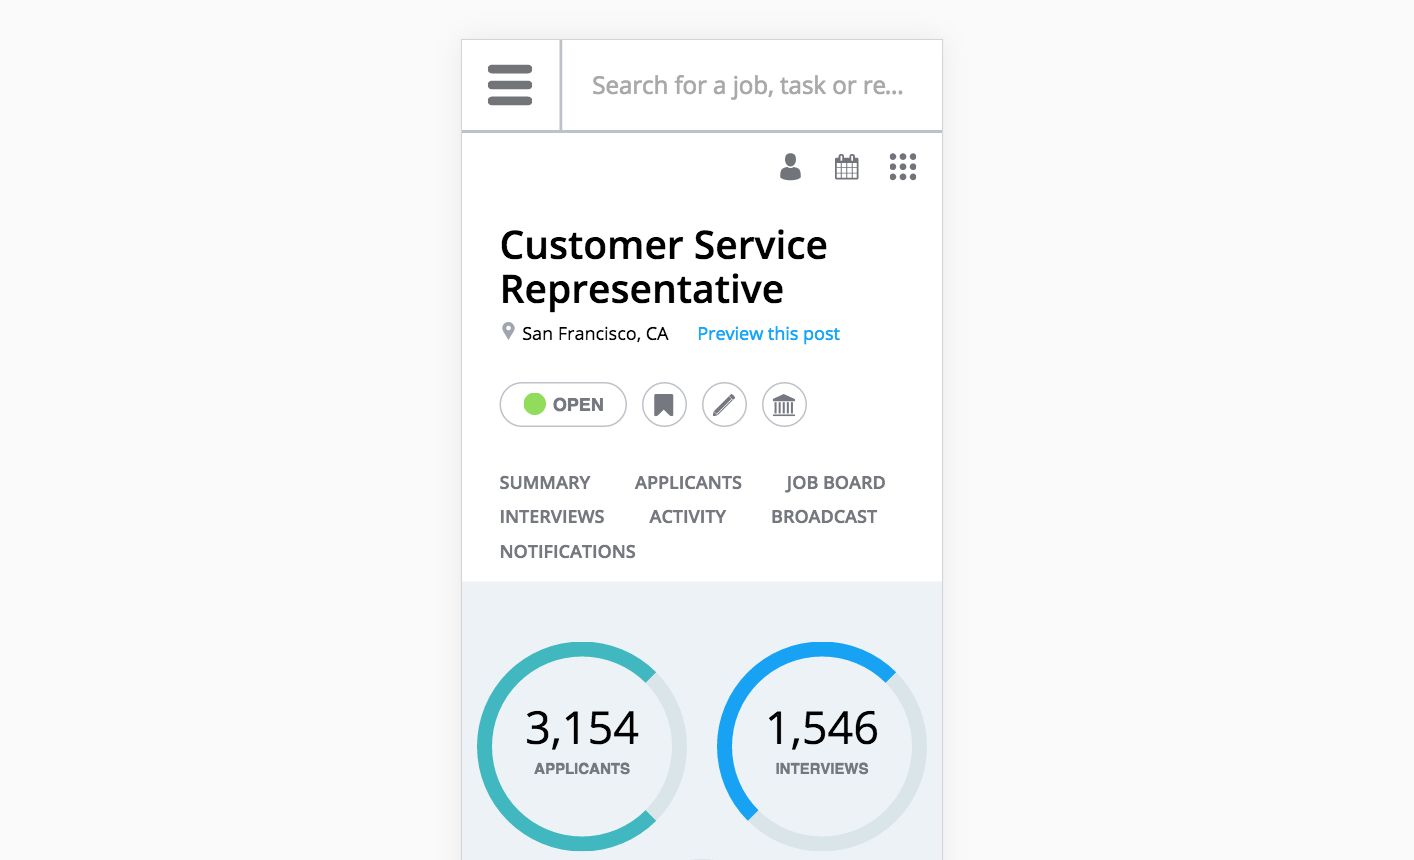 Search for a job, task or re...
Customer Service
Representative
San Francisco, CA Preview this post
OPEN
SUMMARY APPLICANTS JOB BOARD
INTERVIEWS ACTIVITY BROADCAST
NOTIFICATIONS
3,154 1,546
APPLICANTS INTERVIEWS